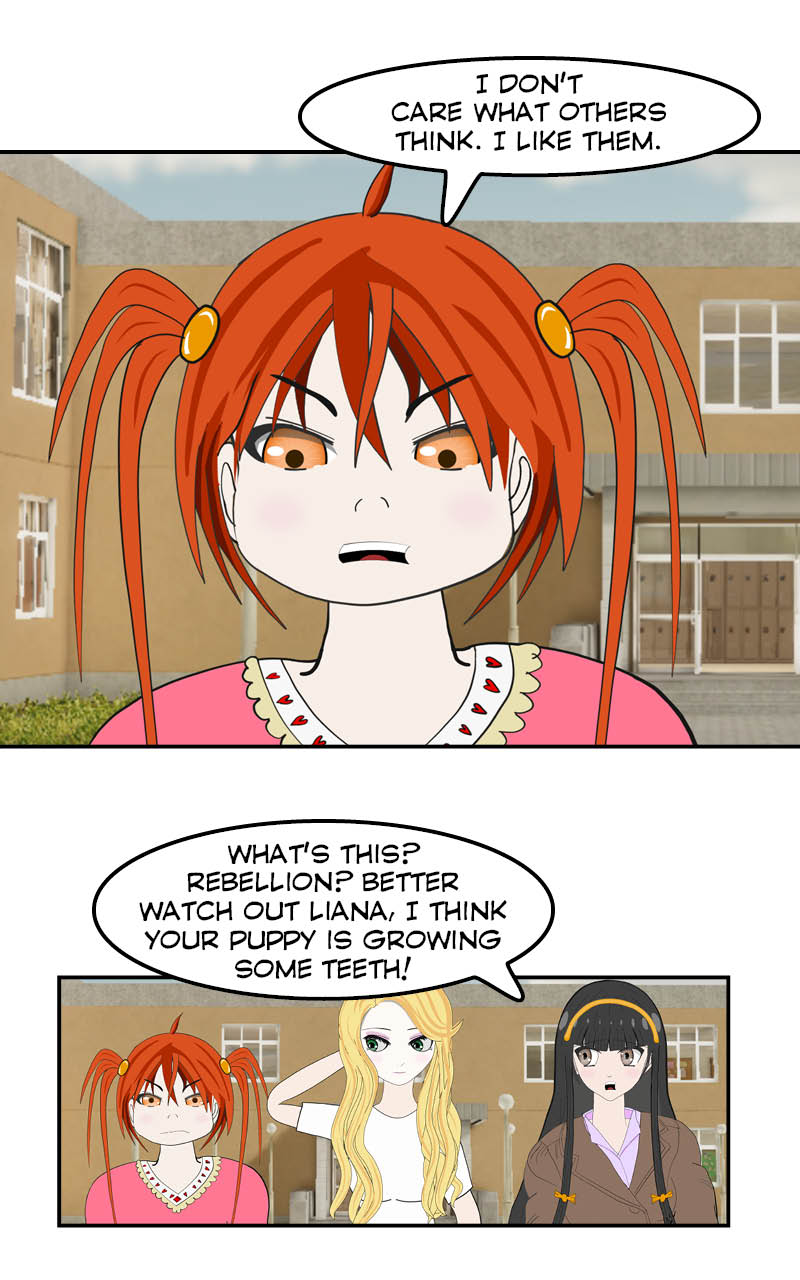 I DON'T
CARE WHAT OTHERS
THINK. I LIKE THEM.
WHAT'S THIS?
REBELLION? BETTER
WATCH OUT LIANA, I THINK
YOUR PUPPY IS GROWING
SOME TEETH!